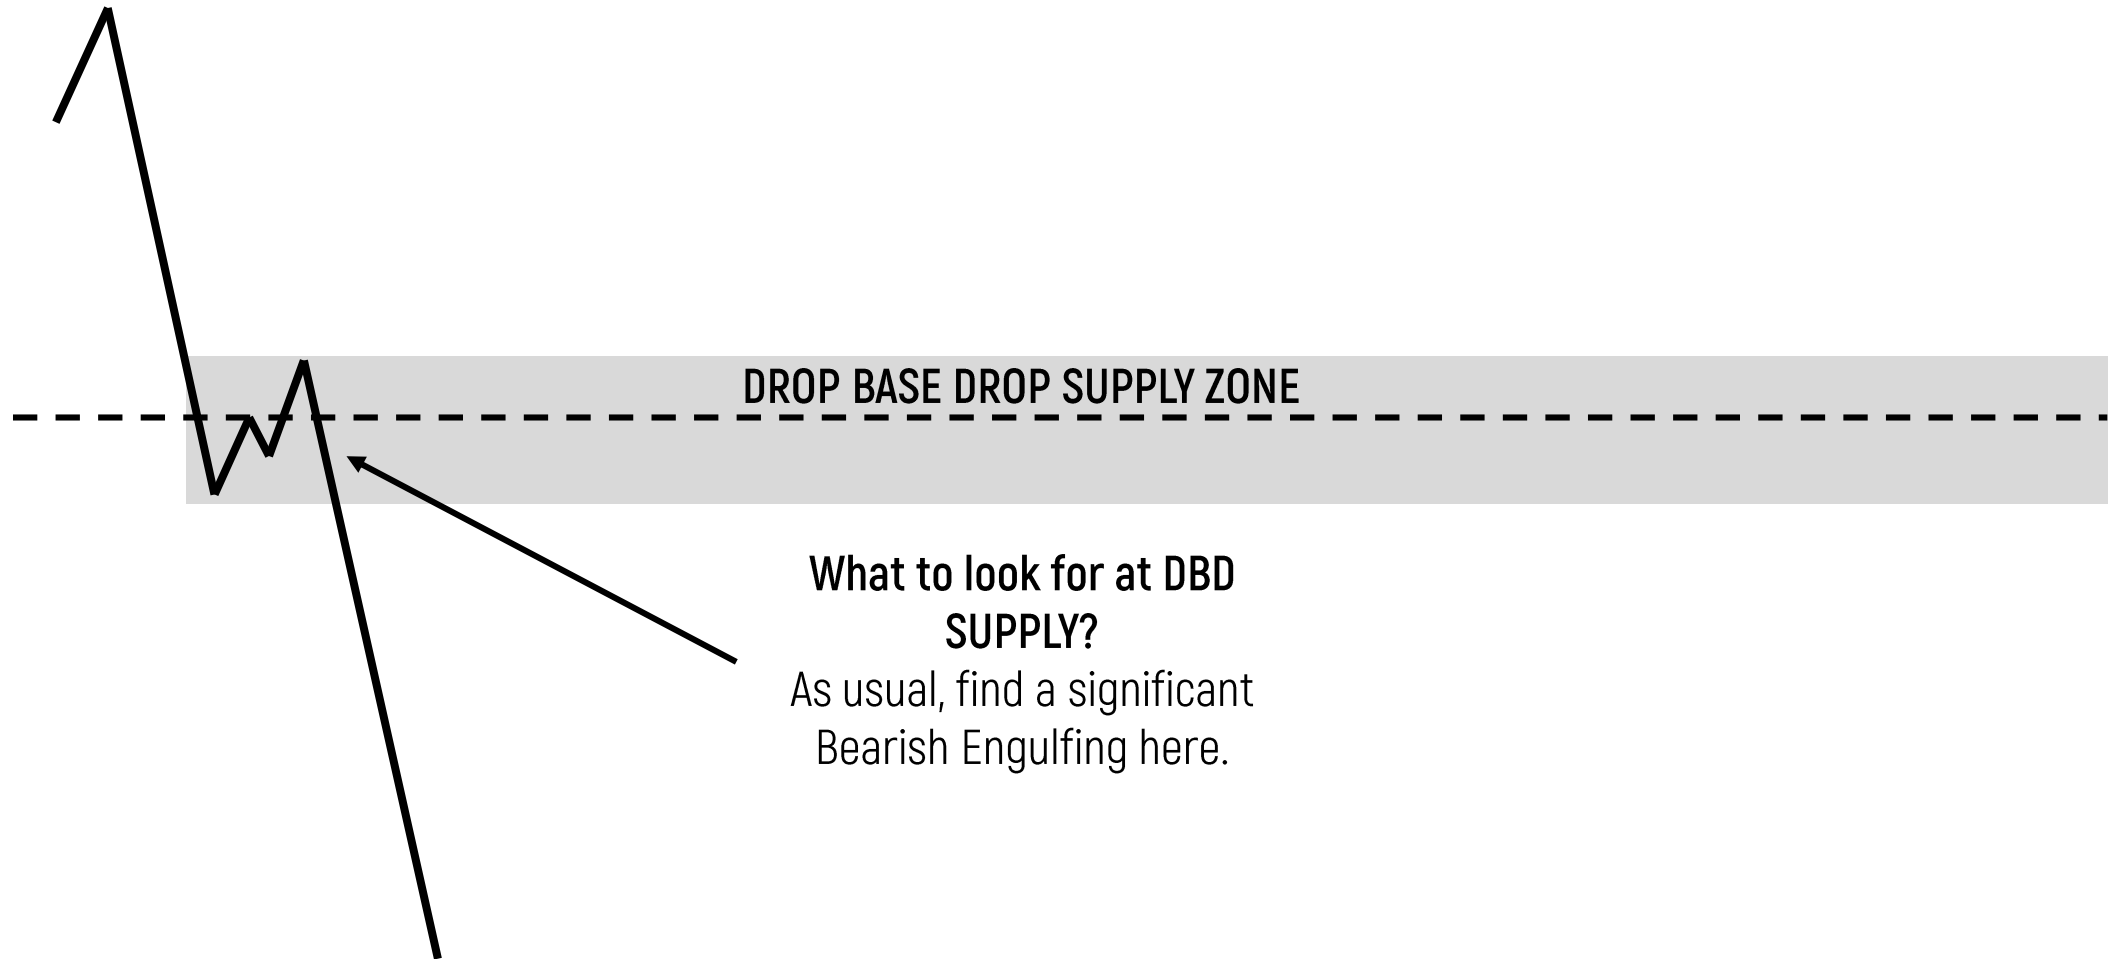 DROP BASE DROP SUPPLY ZONE
What to look for at DBD
SUPPLY?
As usual, find a significant
Bearish Engulfing here.